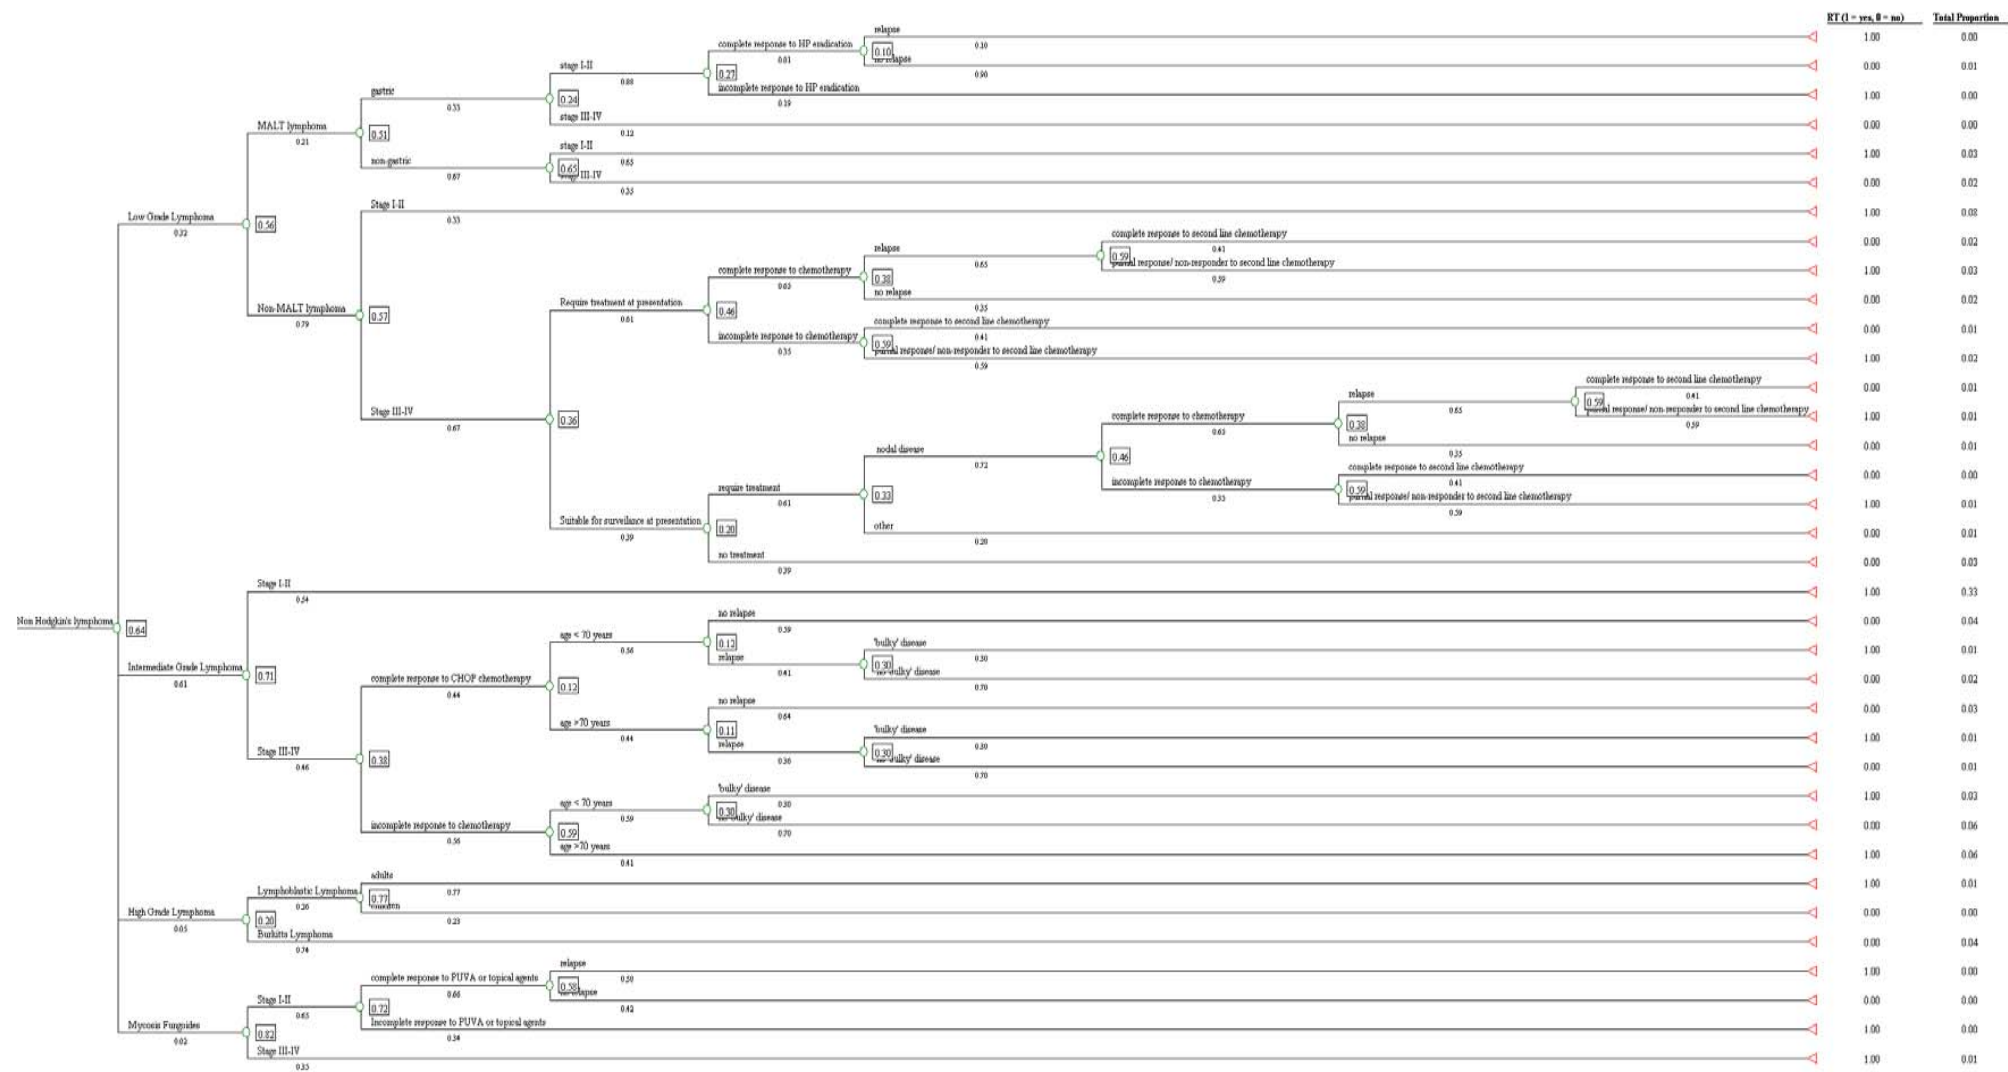 RT (1 = yes, 0 = no) Total Proportion
relapse
0.10
1.00 0.00
complete response to HP eradication
0.81
0.10
no relapse
0.90
0.00 0.01
stage I-II
0.88
0.27
incomplete response to HP eradication
0.19
1.00 0.00
gastric
0.33
0.24
stage III-IV
0.12
0.00 0.00
MALT lymphoma
0.21
0.51
stage I-II
0.65
1.00 0.03
non-gastric
0.67
0.65
III-IV
0.35
0.00 0.02
Stage I-II
0.33
1.00 0.08
Low Grade Lymphoma
0.32
0.56
complete response to second line chemotherapy
0.41
0.00 0.02
relapse
0.65
0.59
partial response/ non-responder to second line chemotherapy
0.59
1.00 0.03
complete response to chemotherapy
0.65
0.38
no relapse
0.35
0.00 0.02
Require treatment at presentation
0.61
0.46
Non-MALT lymphoma
0.79
0.57
complete response to second line chemotherapy
0.41
0.00 0.01
incomplete response to chemotherapy
0.35
0.59
partial response/ non-responder to second line chemotherapy
0.59
1.00 0.02
complete response to second line chemotherapy
0.41
0.00 0.01
relapse
0.65
0.59
partial response/ non-responder to second line chemotherapy
0.59
1.00 0.01
Stage III-IV
0.67
0.36
complete response to chemotherapy
0.65
0.38
no relapse
0.35
0.00 0.01
nodal disease
0.72
0.46
complete response to second line chemotherapy
0.41
0.00 0.00
incomplete response to chemotherapy
0.35
0.59
partial response/ non-responder to second line chemotherapy
0.59
1.00 0.01
require treatment
0.61
0.33
other
0.28
0.00 0.01
Suitable for surveilance at presentation
0.39
0.20
no treatment
0.39
0.00 0.03
Stage I-II
0.54
1.00 0.33
Non Hodgkin's lymphoma
0.64
no relapse
0.59
0.00 0.04
age < 70 years
0.56
0.12
relapse
0.41
'bulky' disease
0.30
1.00 0.01
0.30
no 'bulky' disease
0.70
0.00 0.02
Intermediate Grade Lymphoma
0.61
0.71
complete response to CHOP chemotherapy
0.44
0.12
no relapse
0.64
0.00 0.03
age >70 years
0.44
0.11
relapse
0.36
'bulky' disease
0.30
1.00 0.01
0.30
'bulky' disease
0.70
0.00 0.01
Stage III-IV
0.46
0.38
'bulky' disease
0.30
1.00 0.03
age < 70 years
0.59
0.30
no 'bulky' disease
0.70
0.00 0.06
incomplete response to chemotherapy
0.56
0.59
age >70 years
0.41
1.00 0.06
adults
0.77
1.00 0.01
Lymphoblastic Lymphoma
0.26
0.77
children
0.23
0.00 0.00
High Grade Lymphoma
0.05
0.20
Burkitts Lymphoma
0.74
0.00 0.04
relapse
0.58
1.00 0.00
complete response to PUVA or topical agents
0.66
0.58
no relapse
0.42
0.00 0.00
Stage I-II
0.65
0.72
Incomplete response to PUVA or topical agents
0.34
1.00 0.00
Mycosis Fungoides
0.02
0.82
Stage III-IV
0.35
1.00 0.01